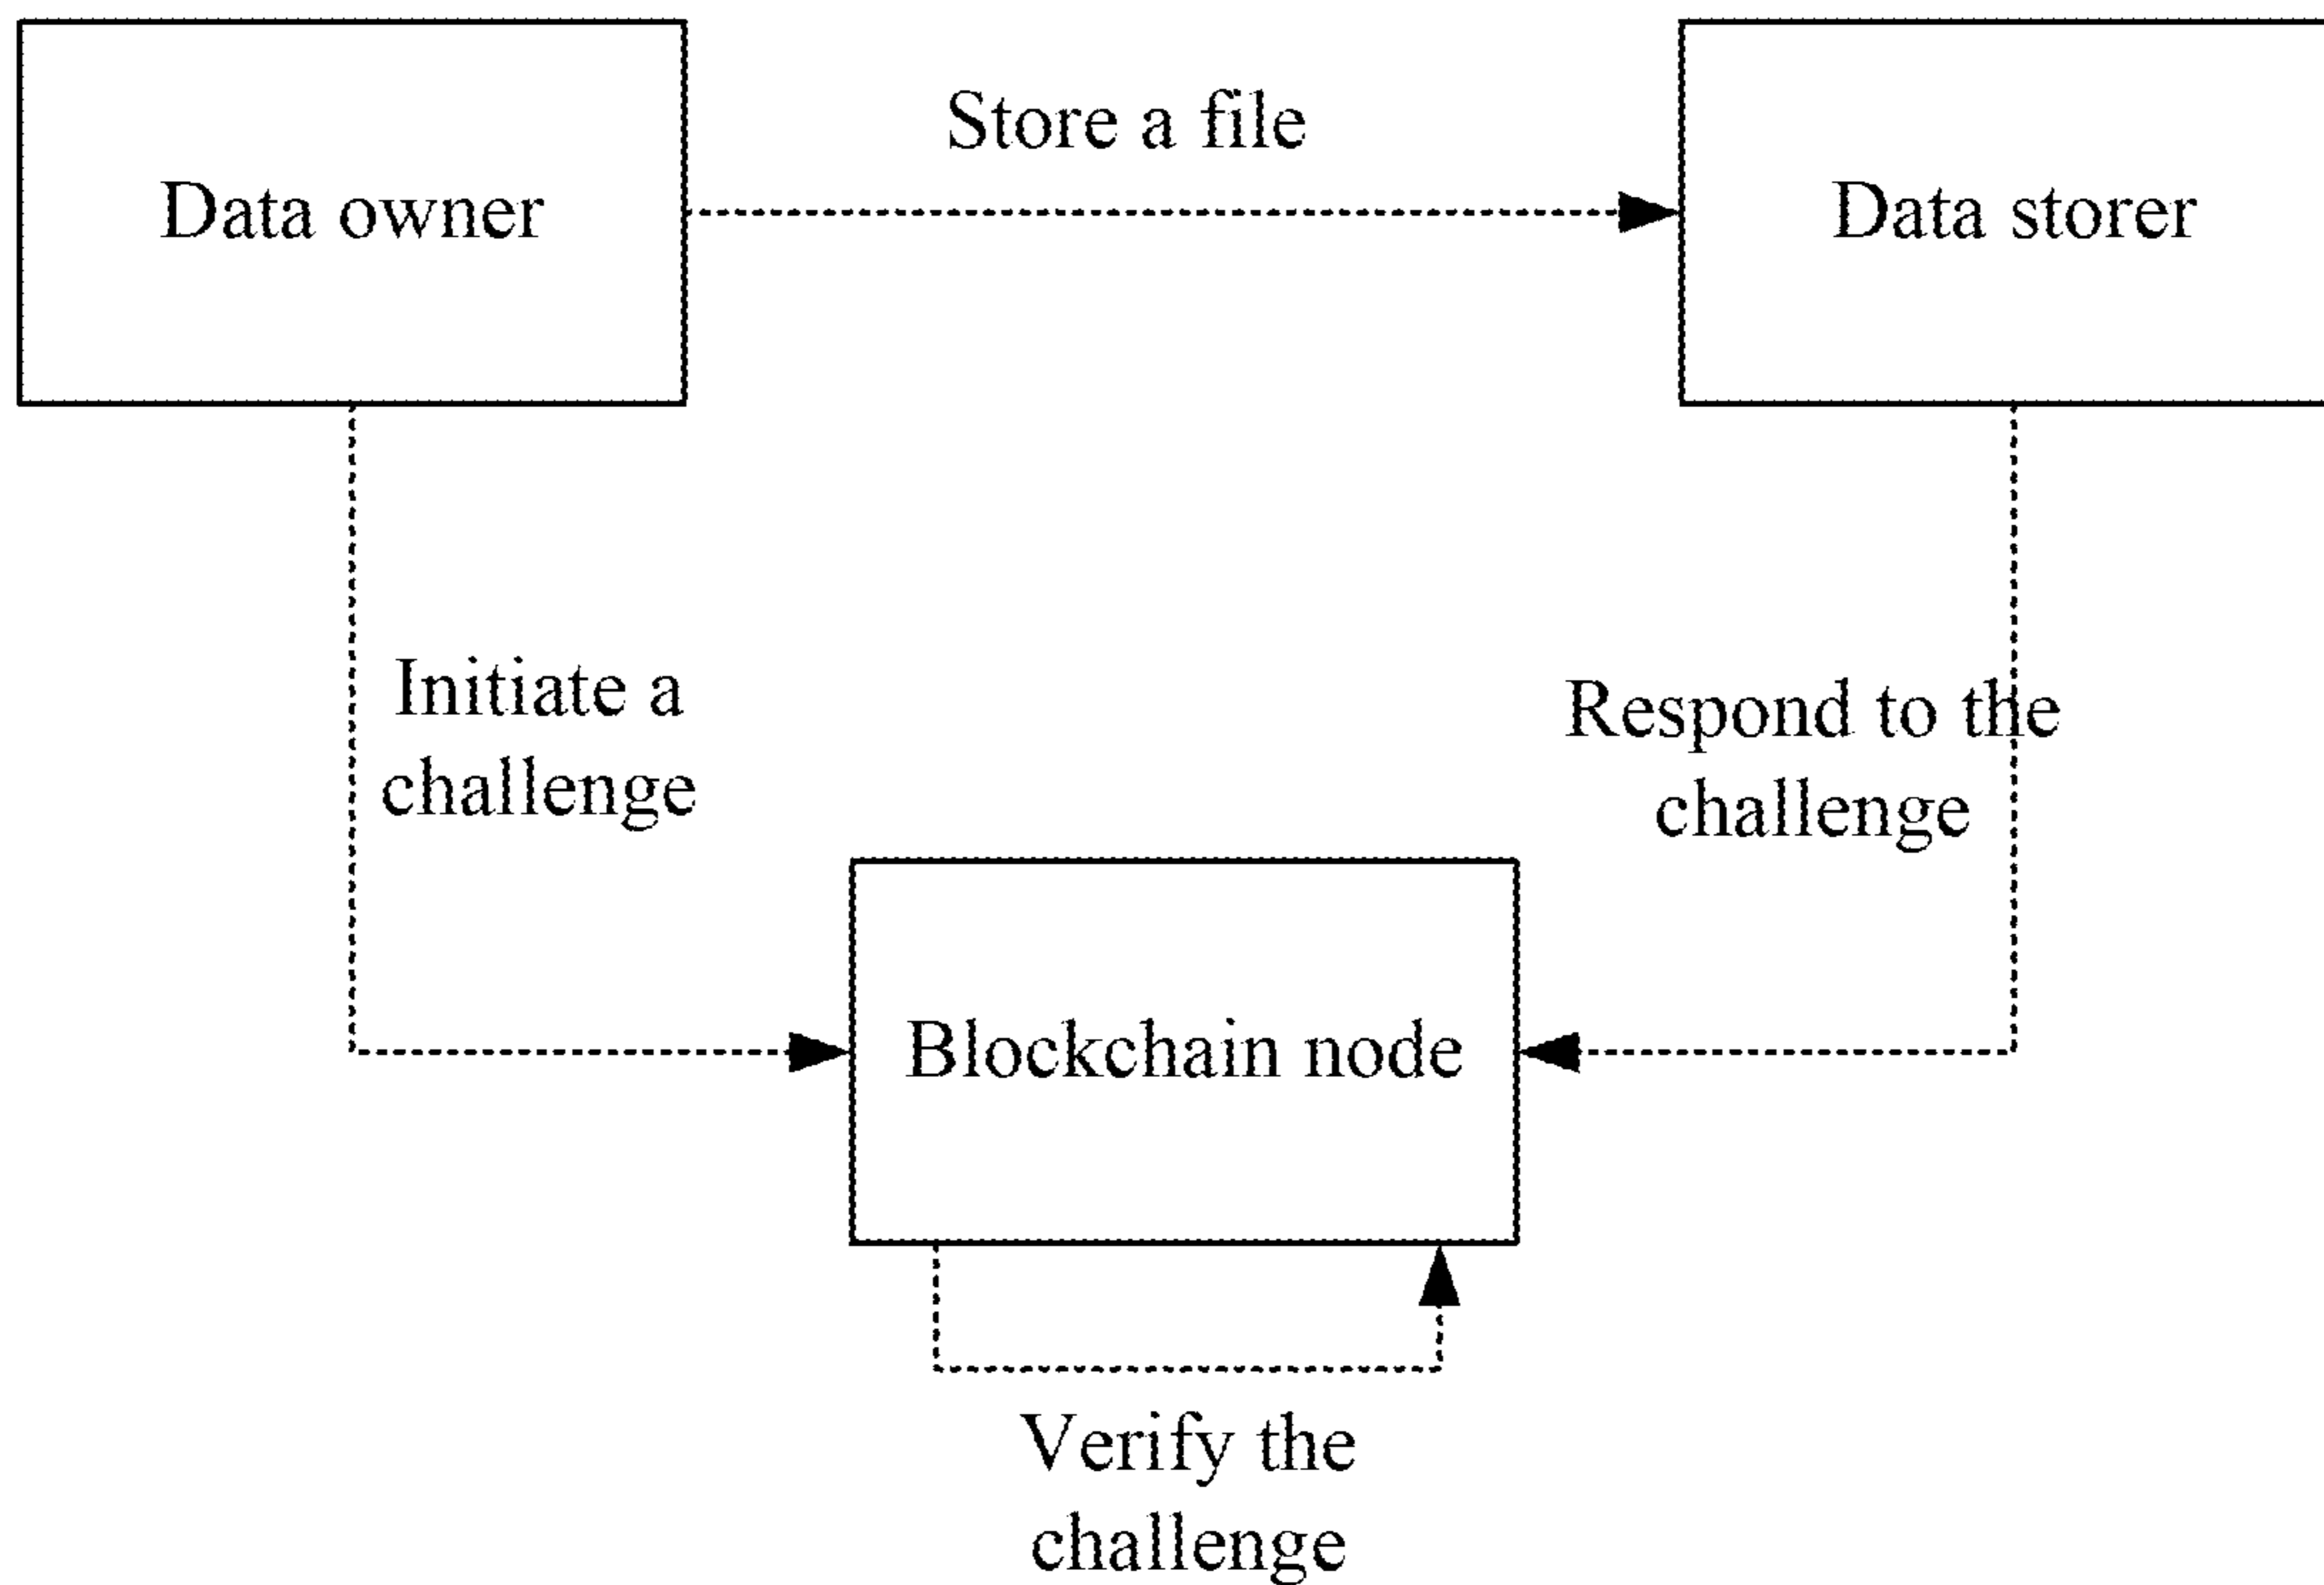 Store a file
Data owner
Data storer
Initiate a
challenge
Respond to the
challenge
Blockchain node
Verify the
challenge